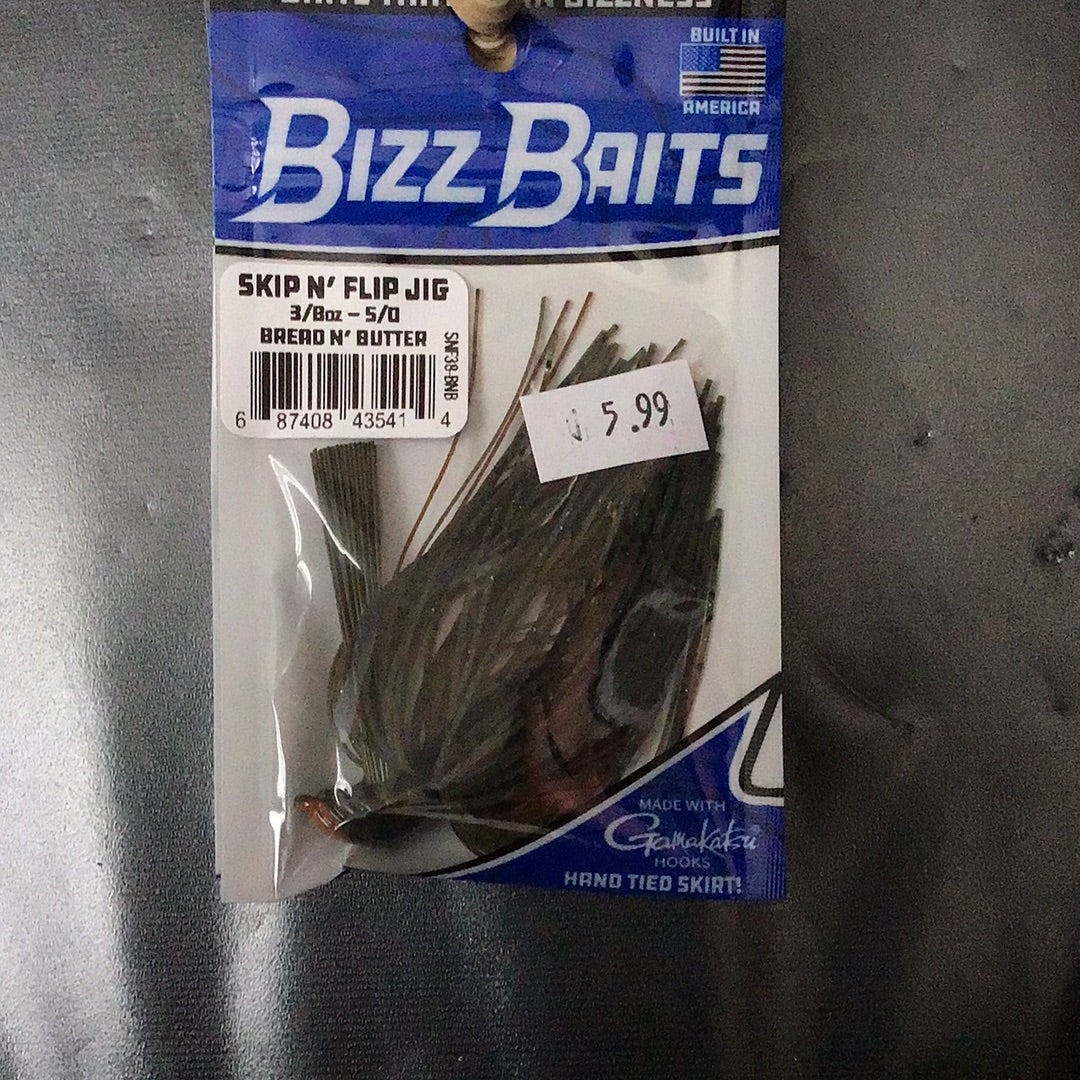 BUILT IN
AMERICA
BIZZ BAITS
SKIP N' FLIP JIG
3/8oz – 5/0
BREAD N' BUTTER
SNF38-BNB
6 87408 43541 4
5.99
MADE WITH
Gamakatsu
HOOKS
HAND TIED SKIRT!